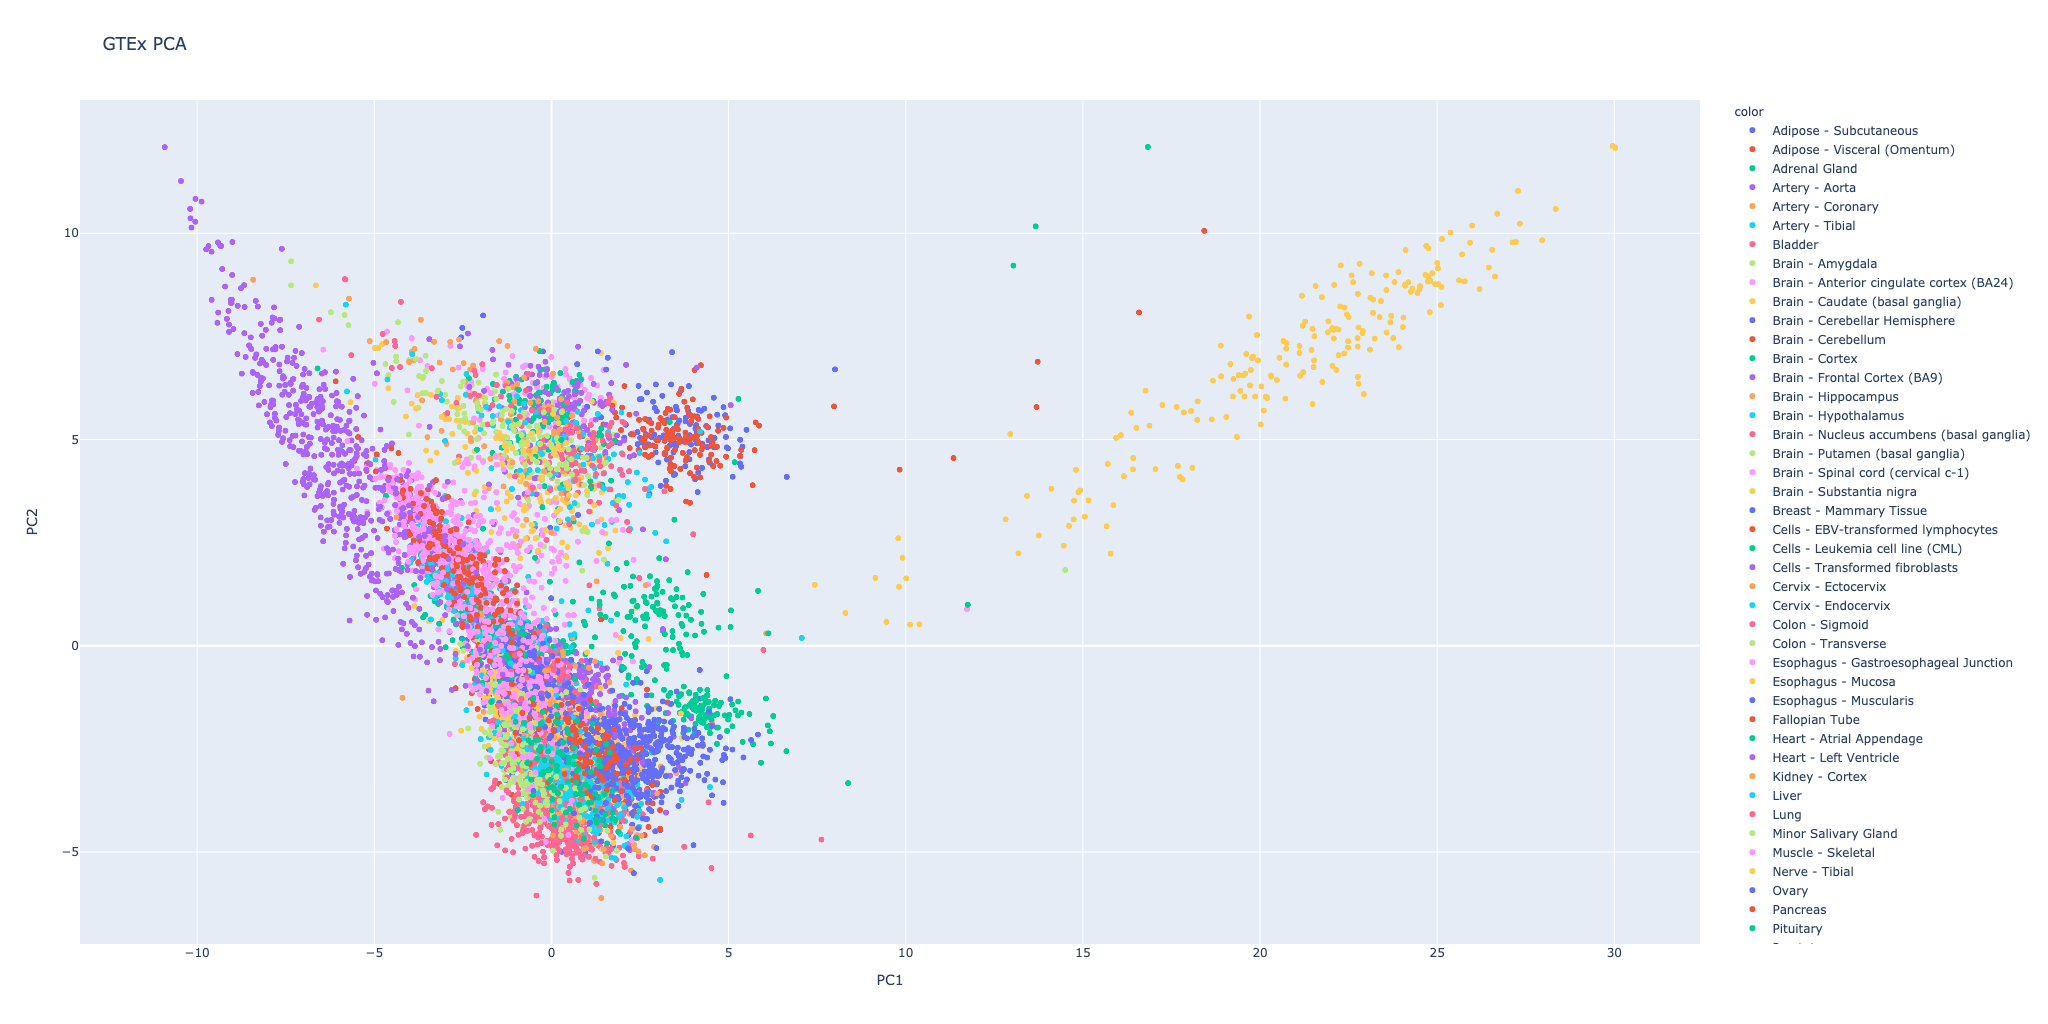 GTEx PCA
color
Adipose - Subcutaneous
Adipose - Visceral (Omentum)
Adrenal Gland
Artery - Aorta
Artery - Coronary
Artery - Tibial
Bladder
Brain - Amygdala
Brain - Anterior cingulate cortex (BA24)
Brain - Caudate (basal ganglia)
Brain - Cerebellar Hemisphere
Brain - Cerebellum
Brain - Cortex
Brain - Frontal Cortex (BA9)
Brain - Hippocampus
Brain - Hypothalamus
Brain - Nucleus accumbens (basal ganglia)
Brain - Putamen (basal ganglia)
Brain - Spinal cord (cervical c-1)
Brain - Substantia nigra
Breast - Mammary Tissue
Cells - EBV-transformed lymphocytes
Cells - Leukemia cell line (CML)
Cells - Transformed fibroblasts
Cervix - Ectocervix
Cervix - Endocervix
Colon - Sigmoid
Colon - Transverse
Esophagus - Gastroesophageal Junction
Esophagus - Mucosa
Esophagus - Muscularis
Fallopian Tube
Heart - Atrial Appendage
Heart - Left Ventricle
Kidney - Cortex
Liver
Lung
Minor Salivary Gland
Muscle - Skeletal
Nerve - Tibial
Ovary
Pancreas
Pituitary
10
5
0
−5
PC2
−10 −5 0 5 10 15 20 25 30
PC1